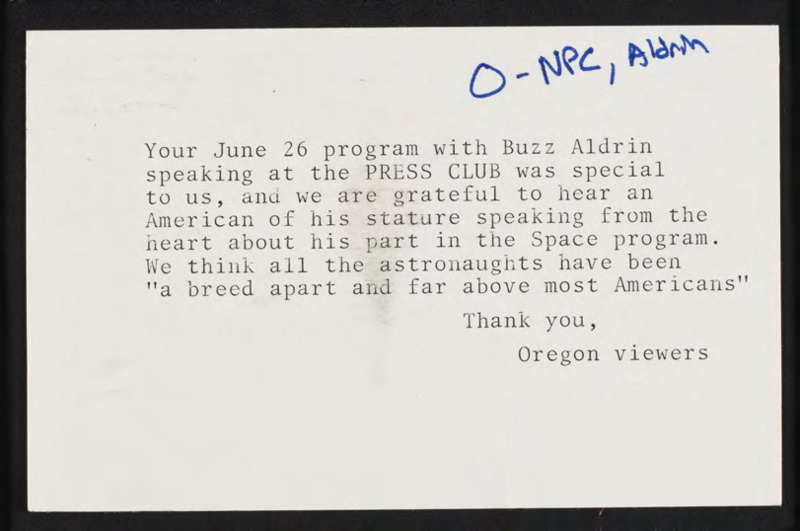 O - NPC, Aldrin
Your June 26 program with Buzz Aldrin
speaking at the PRESS CLUB was special
to us, and we are grateful to hear an
American of his stature speaking from the
heart about his part in the Space program.
We think all the astronaughts have been
"a breed apart and far above most Americans"
Thank you,
Oregon viewers